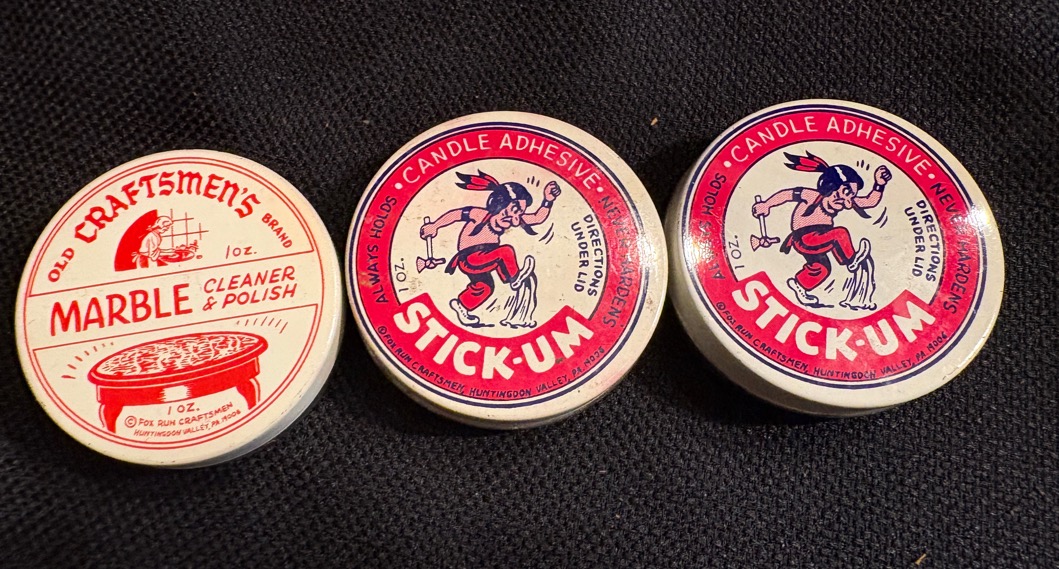 OLD CRAFTSMEN'S BRAND
1oz.
MARBLE CLEANER & POLISH
1 OZ.
© FOX RUN CRAFTSMEN
HUNTINGDON VALLEY, PA 19006
ALWAYS HOLDS • CANDLE ADHESIVE • NEVER HARDENS
DIRECTIONS
UNDER LID
1 OZ.
STICK-UM
© FOX RUN CRAFTSMEN, HUNTINGDON VALLEY, PA. 19006
ALWAYS HOLDS • CANDLE ADHESIVE • NEVER HARDENS
DIRECTIONS
UNDER LID
1 OZ.
STICK-UM
© FOX RUN CRAFTSMEN, HUNTINGDON VALLEY, PA. 19006